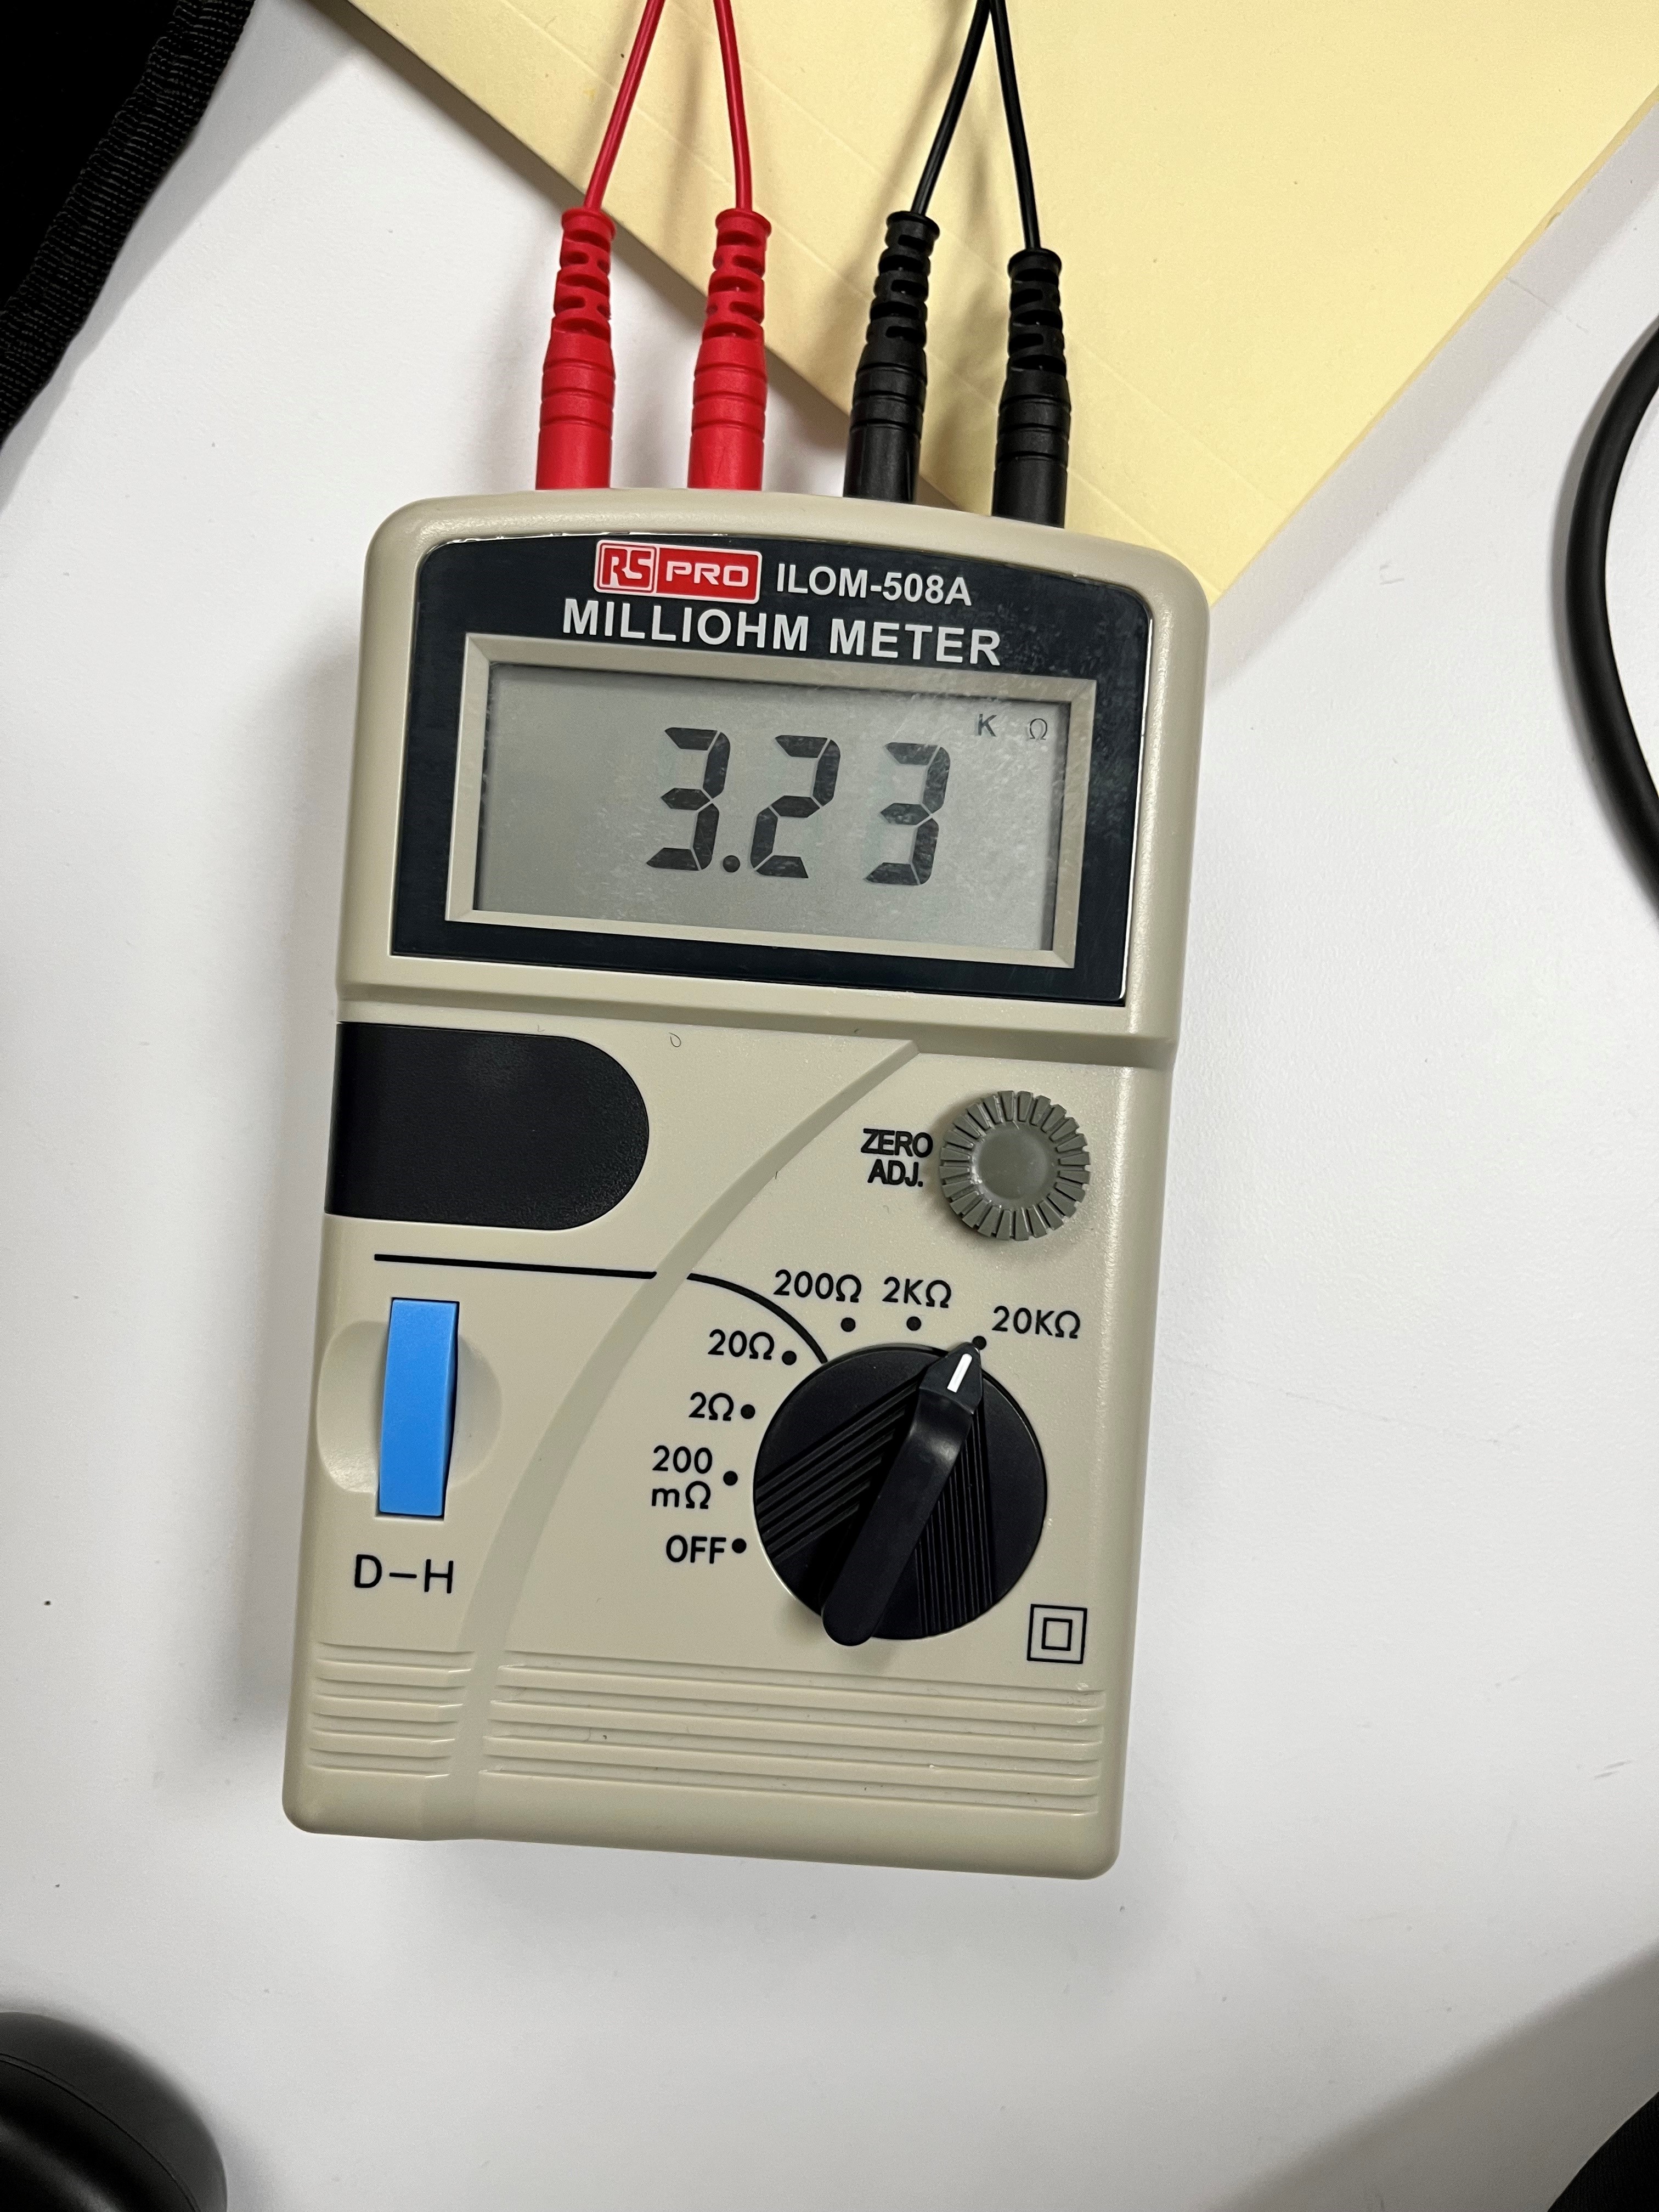 RS PRO ILOM-508A
MILLIOHM METER
K Ω
3.23
ZERO
ADJ.
200Ω 2KΩ
20KΩ
20Ω
2Ω
200
mΩ
OFF
D-H